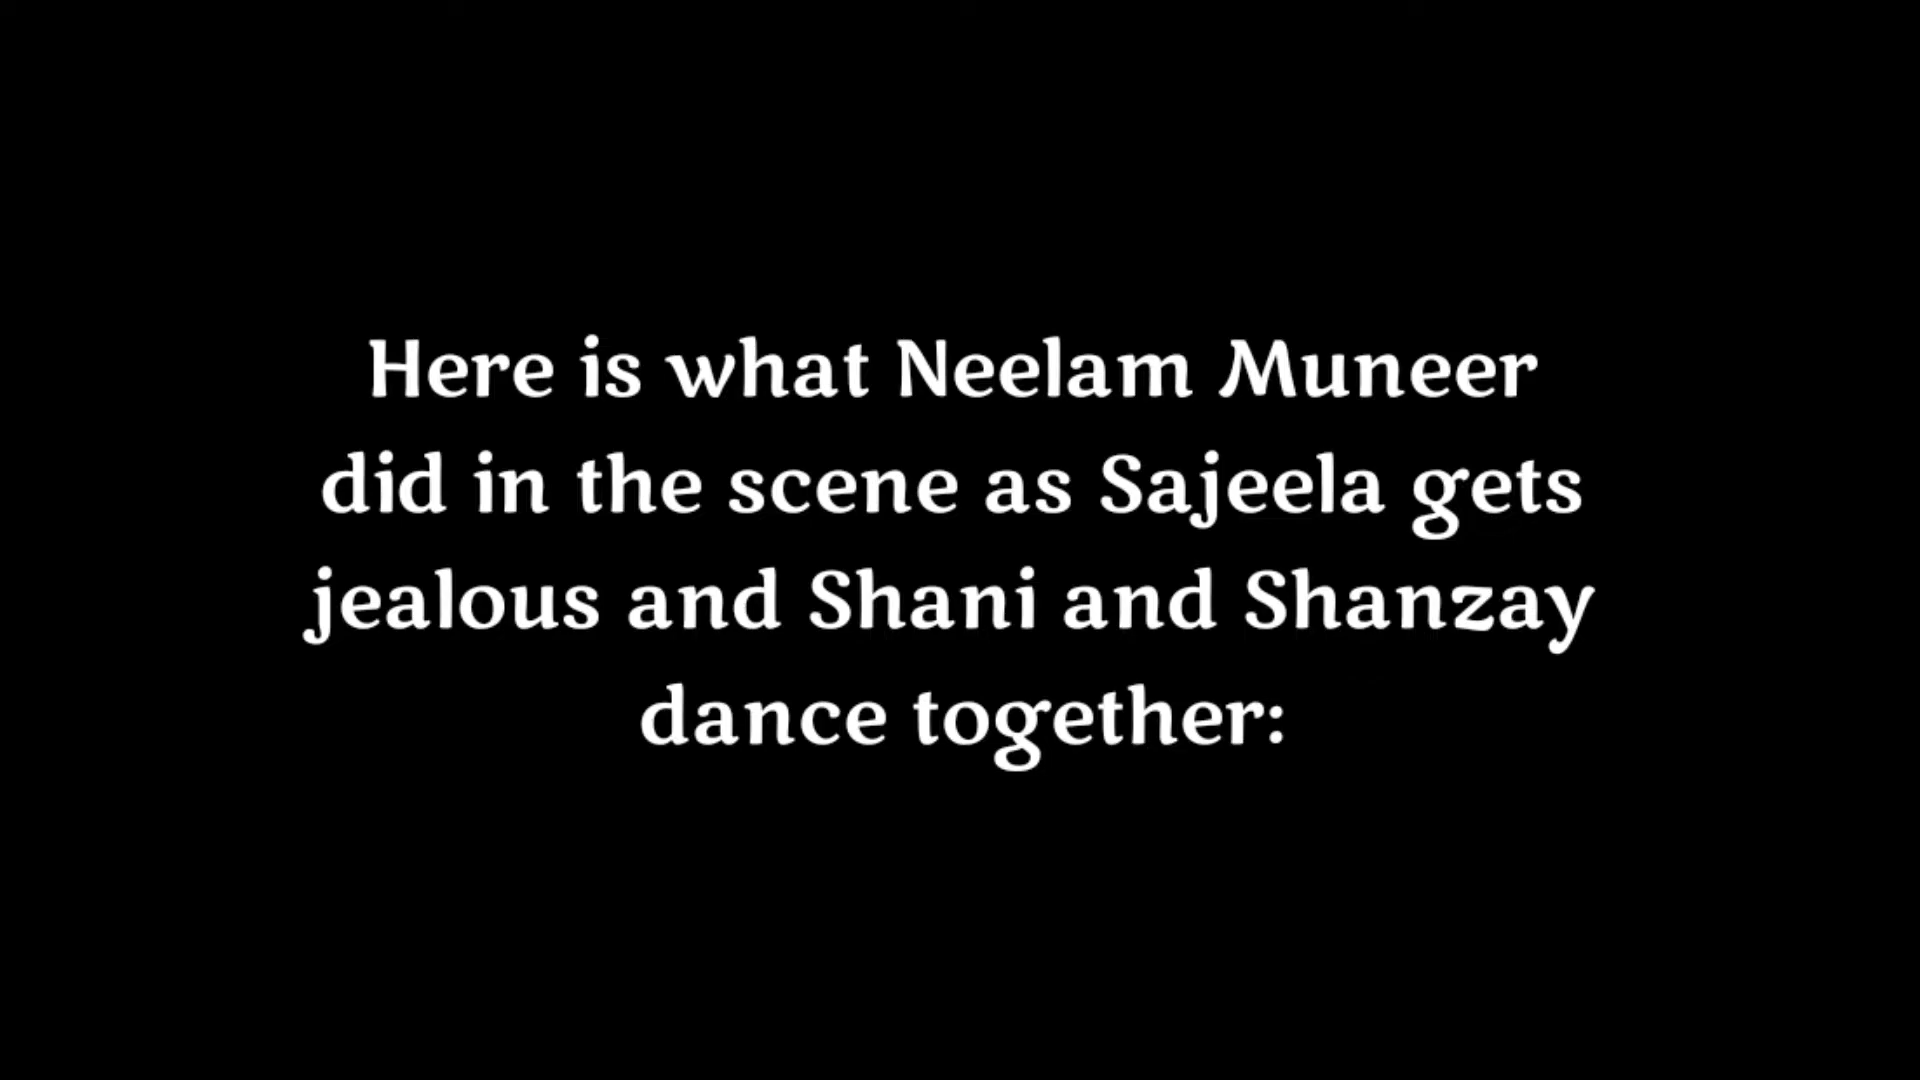 Here is what Neelam Muneer
did in the scene as Sajeela gets
jealous and Shani and Shanzay
dance together: